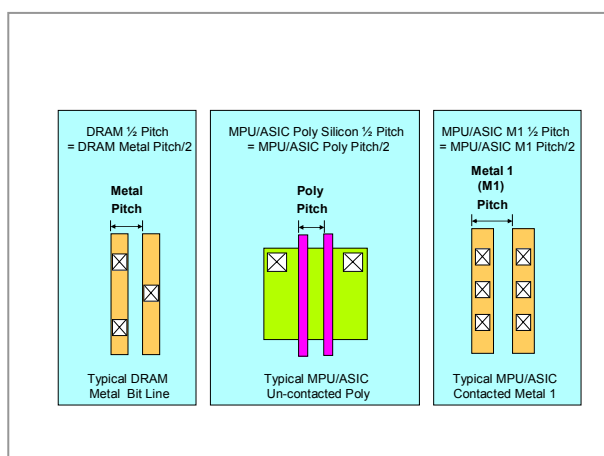 DRAM ½ Pitch
= DRAM Metal Pitch/2
Metal
Pitch
Typical DRAM
Metal Bit Line
MPU/ASIC Poly Silicon ½ Pitch
= MPU/ASIC Poly Pitch/2
Poly
Pitch
Typical MPU/ASIC
Un-contacted Poly
MPU/ASIC M1 ½ Pitch
= MPU/ASIC M1 Pitch/2
Metal 1
(M1)
Pitch
Typical MPU/ASIC
Contacted Metal 1